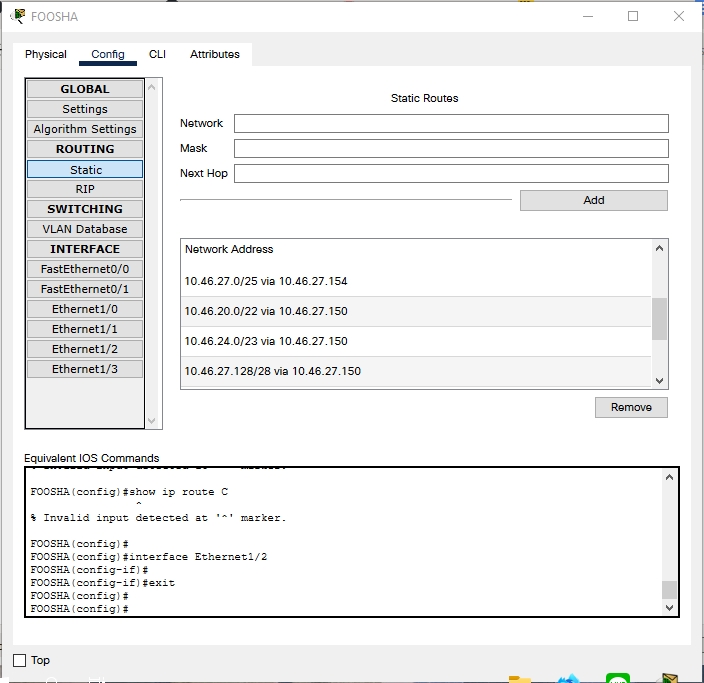 FOOSHA
Physical Config CLI Attributes
GLOBAL
Settings
Algorithm Settings
ROUTING
Static
RIP
SWITCHING
VLAN Database
INTERFACE
FastEthernet0/0
FastEthernet0/1
Ethernet1/0
Ethernet1/1
Ethernet1/2
Ethernet1/3
Static Routes
Network
Mask
Next Hop
Add
Network Address
10.46.27.0/25 via 10.46.27.154
10.46.20.0/22 via 10.46.27.150
10.46.24.0/23 via 10.46.27.150
10.46.27.128/28 via 10.46.27.150
Remove
Equivalent IOS Commands
FOOSHA(config)#show ip route C
^
% Invalid input detected at '^' marker.
FOOSHA(config)#
FOOSHA(config)#interface Ethernet1/2
FOOSHA(config-if)#
FOOSHA(config-if)#exit
FOOSHA(config)#
FOOSHA(config)#
Top